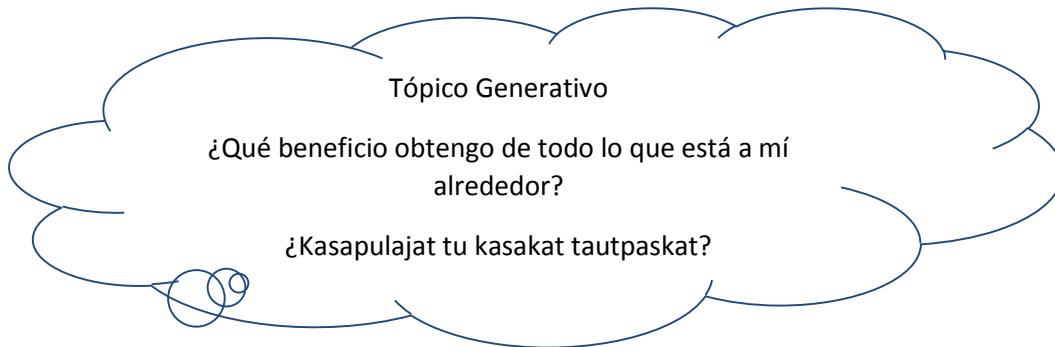 Tópico Generativo
¿Qué beneficio obtengo de todo lo que está a mí
alrededor?
¿Kasapulajat tu kasakat tautpaskat?